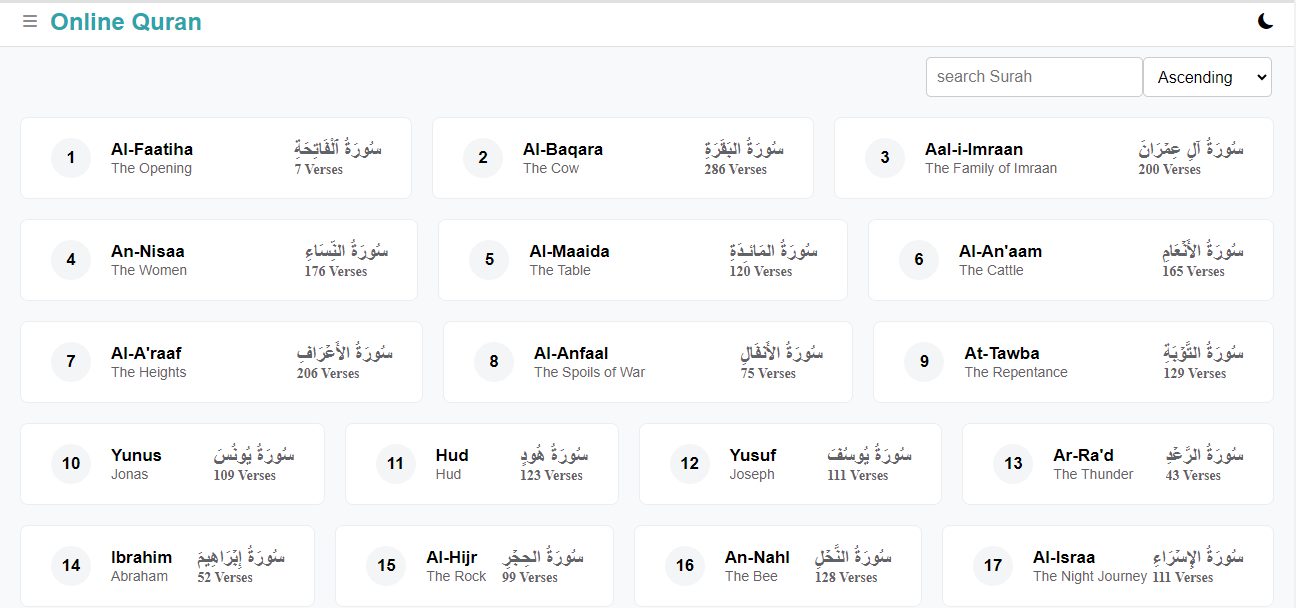 Online Quran
search Surah
Ascending
1
Al-Faatiha
The Opening
سُورَةُ ٱلْفَاتِحَةِ
7 Verses
2
Al-Baqara
The Cow
سُورَةُ البَقَرَةِ
286 Verses
3
Aal-i-Imraan
The Family of Imraan
سُورَةُ آلِ عِمۡرَانَ
200 Verses
4
An-Nisaa
The Women
سُورَةُ النِّسَاءِ
176 Verses
5
Al-Maaida
The Table
سُورَةُ المَائـِدَةِ
120 Verses
6
Al-An'aam
The Cattle
سُورَةُ الأَنۡعَامِ
165 Verses
7
Al-A'raaf
The Heights
سُورَةُ الأَعۡرَافِ
206 Verses
8
Al-Anfaal
The Spoils of War
سُورَةُ الأَنفَالِ
75 Verses
9
At-Tawba
The Repentance
سُورَةُ التَّوۡبَةِ
129 Verses
10
Yunus
Jonas
سُورَةُ يُونُسَ
109 Verses
11
Hud
Hud
سُورَةُ هُودٍ
123 Verses
12
Yusuf
Joseph
سُورَةُ يُوسُفَ
111 Verses
13
Ar-Ra'd
The Thunder
سُورَةُ الرَّعۡدِ
43 Verses
14
Ibrahim
Abraham
سُورَةُ إِبۡرَاهِيمَ
52 Verses
15
Al-Hijr
The Rock
سُورَةُ الحِجۡرِ
99 Verses
16
An-Nahl
The Bee
سُورَةُ النَّحۡلِ
128 Verses
17
Al-Israa
The Night Journey
سُورَةُ الإِسۡرَاءِ
111 Verses